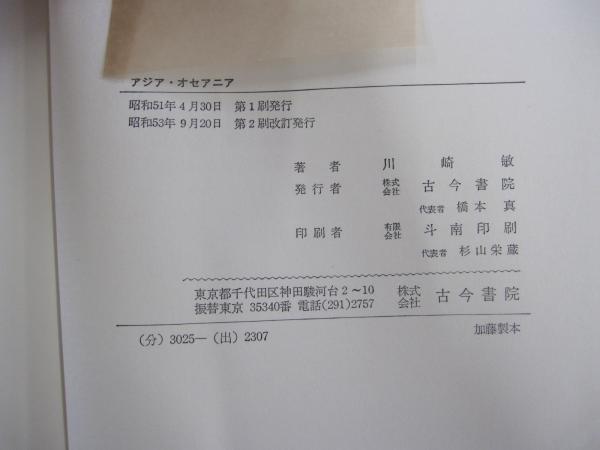 アジア・オセアニア
昭和51年4月30日 第1刷発行
昭和53年9月20日 第2刷改訂発行
著者 川崎敏
発行者 株式会社 古今書院
代表者 橋本真
印刷者 有限会社 斗南印刷
代表者 杉山栄蔵
東京都千代田区神田駿河台2〜10
振替東京 35340番 電話(291)2757
株式会社 古今書院
(分) 3025―(出) 2307
加藤製本